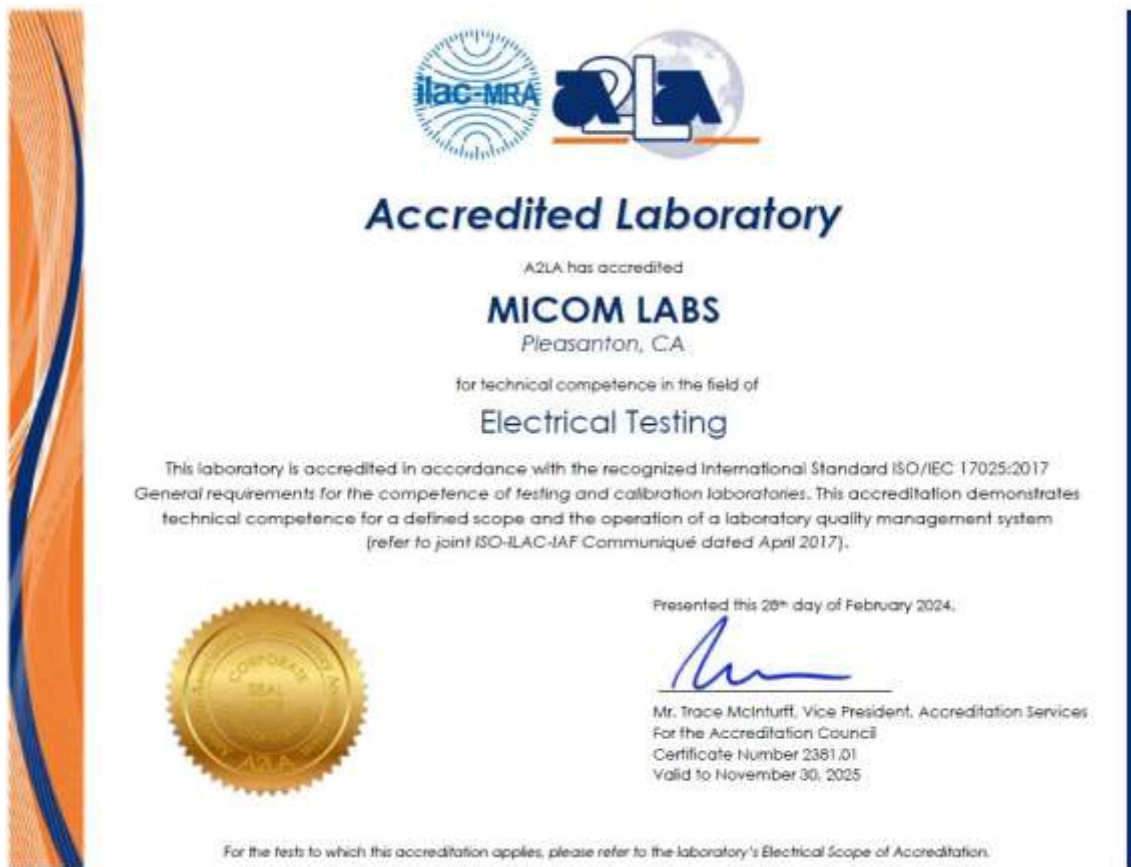 ilac-MRA
a2La
Accredited Laboratory
A2LA has accredited
MICOM LABS
Pleasanton, CA
for technical competence in the field of
Electrical Testing
This laboratory is accredited in accordance with the recognized International Standard ISO/IEC 17025:2017
General requirements for the competence of testing and calibration laboratories. This accreditation demonstrates
technical competence for a defined scope and the operation of a laboratory quality management system
(refer to joint ISO-ILAC-IAF Communiqué dated April 2017).
Presented this 28th day of February 2024.
Mr. Trace McInturff, Vice President, Accreditation Services
For the Accreditation Council
Certificate Number 2381.01
Valid to November 30, 2025
CORPORATE
SEAL
A2LA
For the tests to which this accreditation applies, please refer to the laboratory's Electrical Scope of Accreditation.